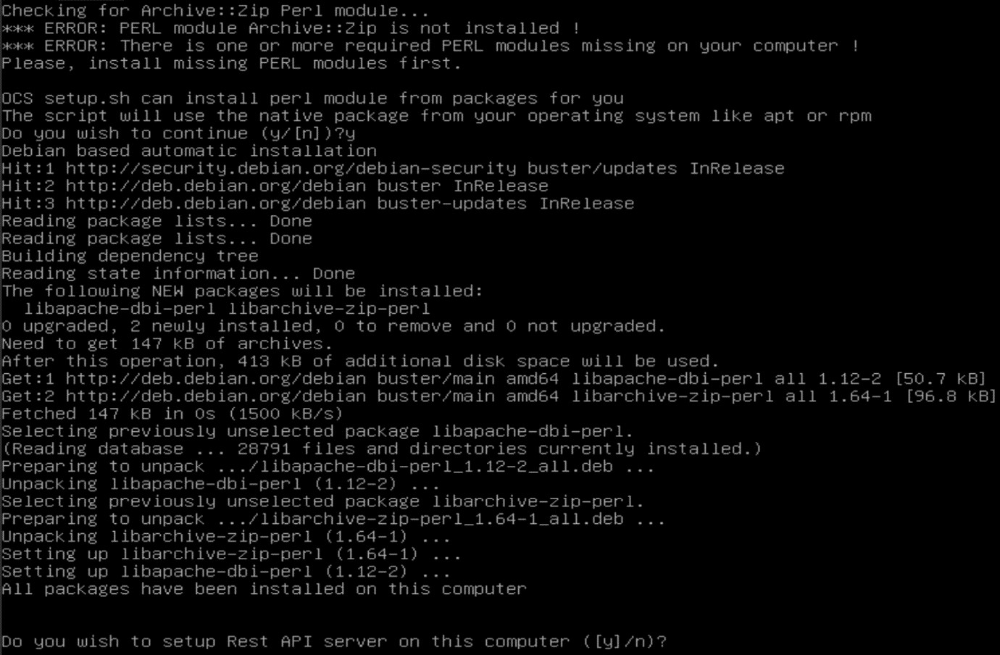 Checking for Archive::Zip Perl module...
*** ERROR: PERL module Archive::Zip is not installed !
*** ERROR: There is one or more required PERL modules missing on your computer !
Please, install missing PERL modules first.
OCS setup.sh can install perl module from packages for you
The script will use the native package from your operating system like apt or rpm
Do you wish to continue (y/[n])?y
Debian based automatic installation
Hit:1 http://security.debian.org/debian-security buster/updates InRelease
Hit:2 http://deb.debian.org/debian buster InRelease
Hit:3 http://deb.debian.org/debian buster-updates InRelease
Reading package lists... Done
Reading package lists... Done
Building dependency tree
Reading state information... Done
The following NEW packages will be installed:
  libapache-dbi-perl libarchive-zip-perl
0 upgraded, 2 newly installed, 0 to remove and 0 not upgraded.
Need to get 147 kB of archives.
After this operation, 413 kB of additional disk space will be used.
Get:1 http://deb.debian.org/debian buster/main amd64 libapache-dbi-perl all 1.12-2 [50.7 kB]
Get:2 http://deb.debian.org/debian buster/main amd64 libarchive-zip-perl all 1.64-1 [96.8 kB]
Fetched 147 kB in 0s (1500 kB/s)
Selecting previously unselected package libapache-dbi-perl.
(Reading database ... 28791 files and directories currently installed.)
Preparing to unpack .../libapache-dbi-perl_1.12-2_all.deb ...
Unpacking libapache-dbi-perl (1.12-2) ...
Selecting previously unselected package libarchive-zip-perl.
Preparing to unpack .../libarchive-zip-perl_1.64-1_all.deb ...
Unpacking libarchive-zip-perl (1.64-1) ...
Setting up libarchive-zip-perl (1.64-1) ...
Setting up libapache-dbi-perl (1.12-2) ...
All packages have been installed on this computer
Do you wish to setup Rest API server on this computer ([y]/n)?